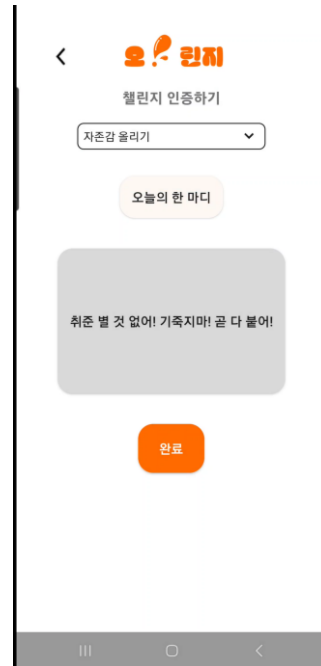 오린지
챌린지 인증하기
자존감 올리기
오늘의 한 마디
취준 별 것 없어! 기죽지마! 곧 다 붙어!
완료